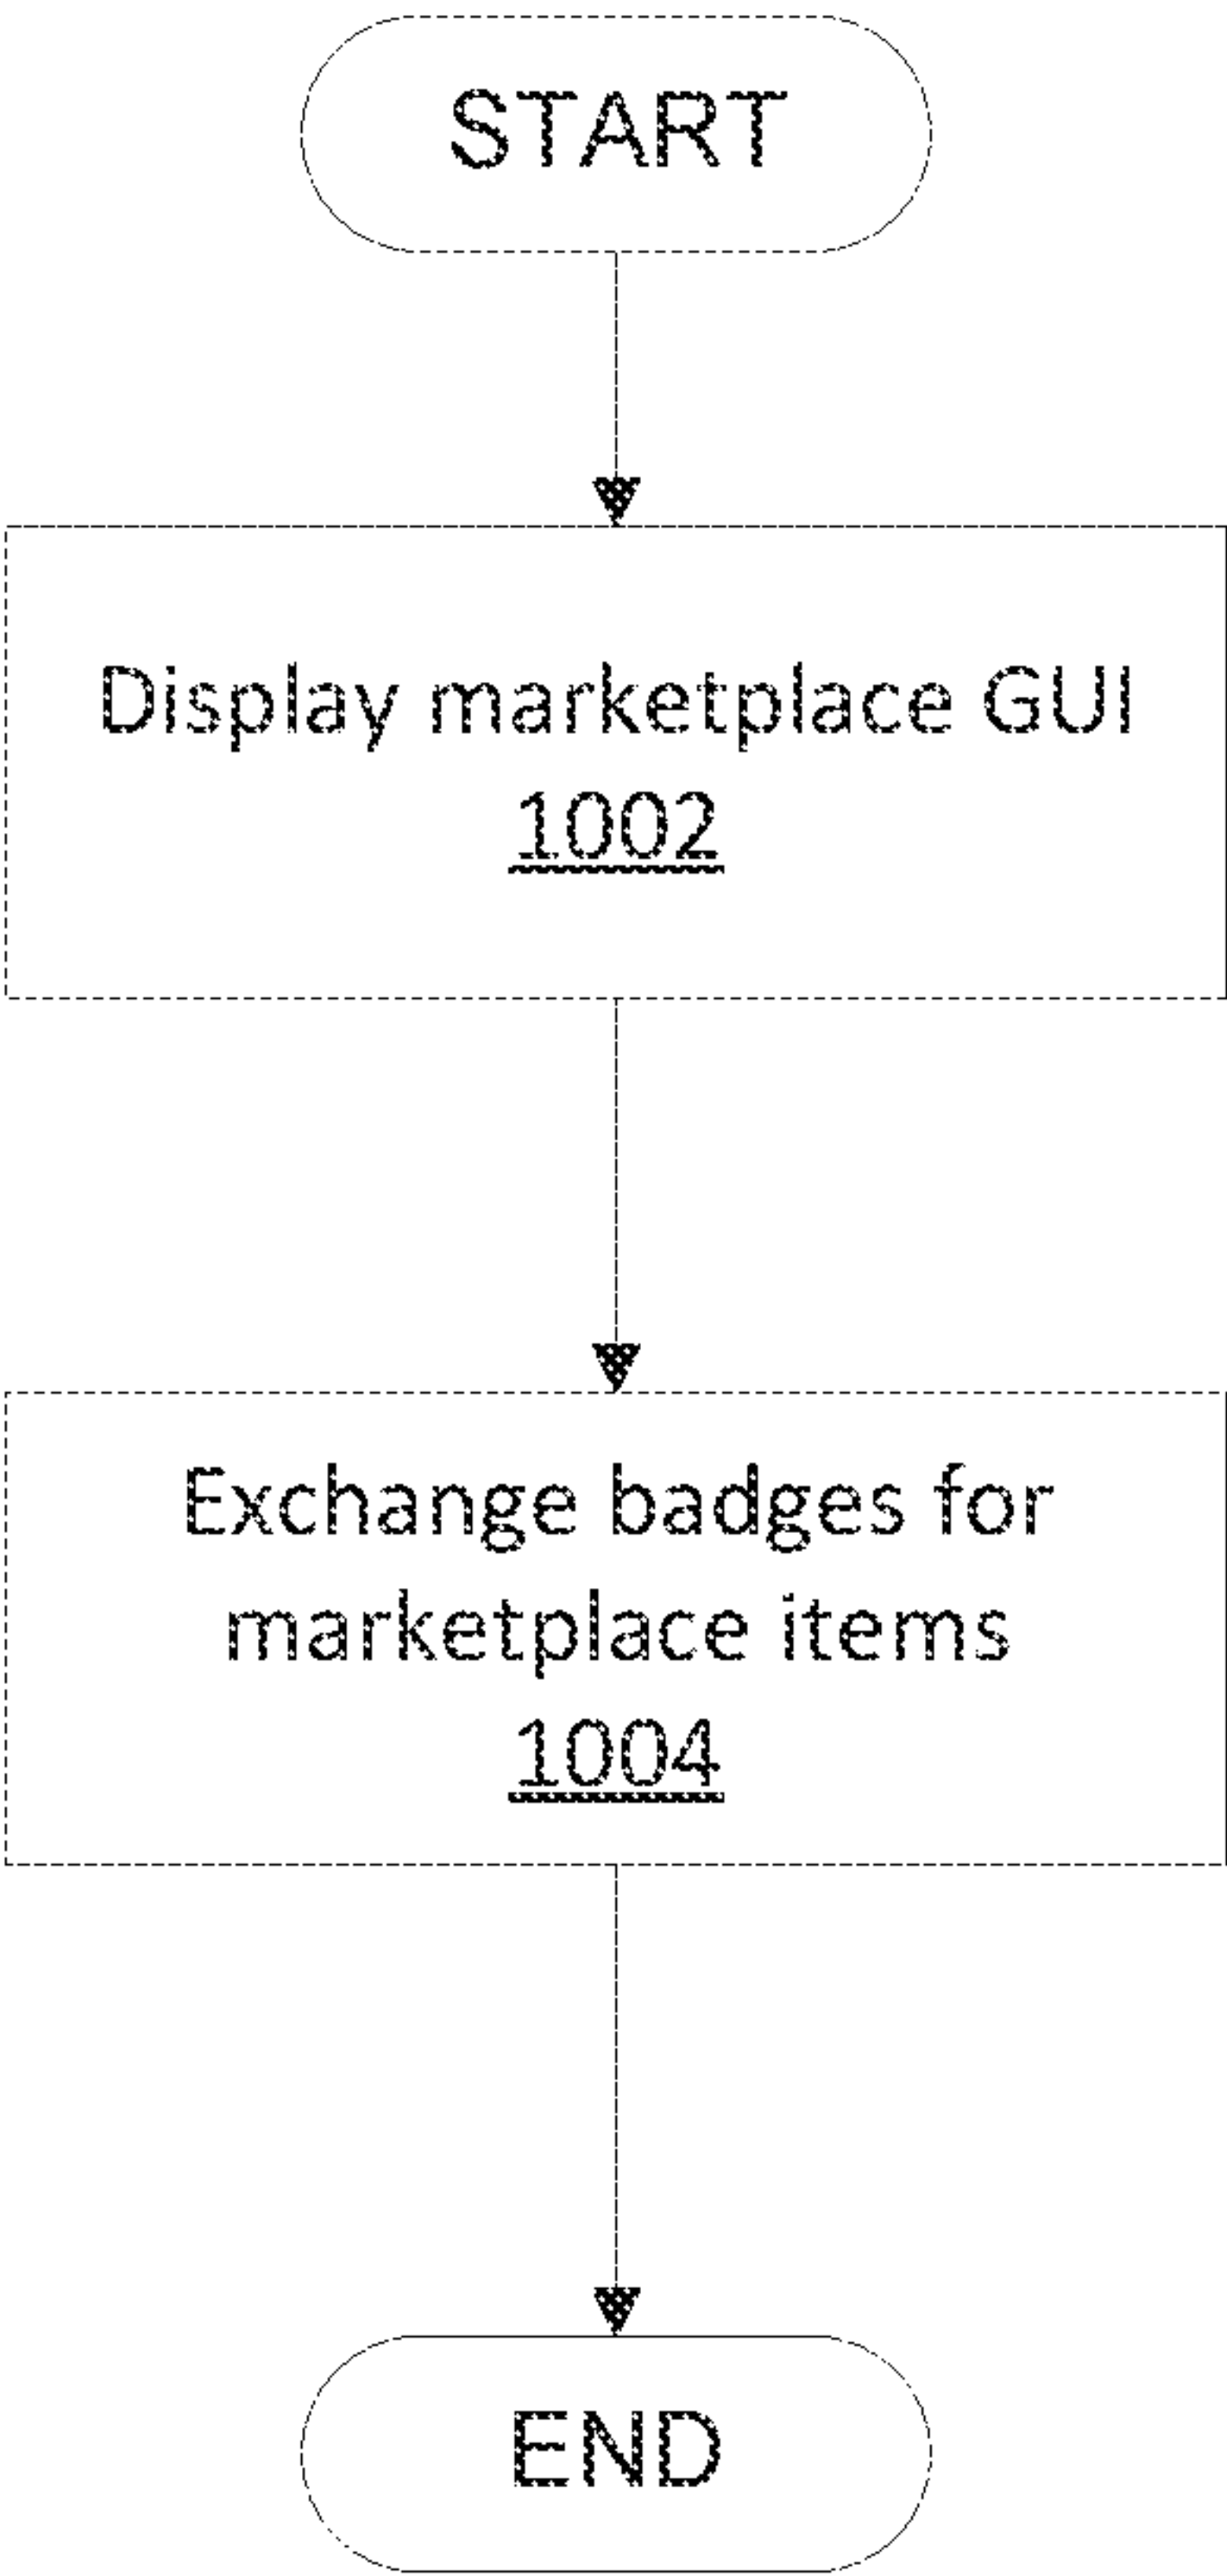 START
Display marketplace GUI
1002
Exchange badges for
marketplace items
1004
END